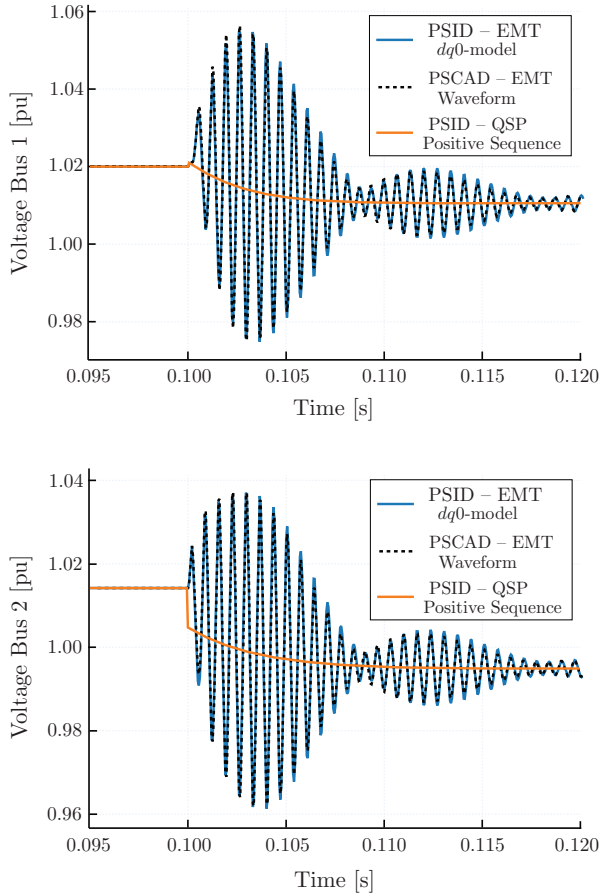 1.06
1.04
1.02
1.00
0.98
Voltage Bus 1 [pu]
PSID – EMT
dq0-model
PSCAD – EMT
Waveform
PSID – QSP
Positive Sequence
0.095 0.100 0.105 0.110 0.115 0.120
Time [s]
1.04
1.02
1.00
0.98
0.96
Voltage Bus 2 [pu]
PSID – EMT
dq0-model
PSCAD – EMT
Waveform
PSID – QSP
Positive Sequence
0.095 0.100 0.105 0.110 0.115 0.120
Time [s]